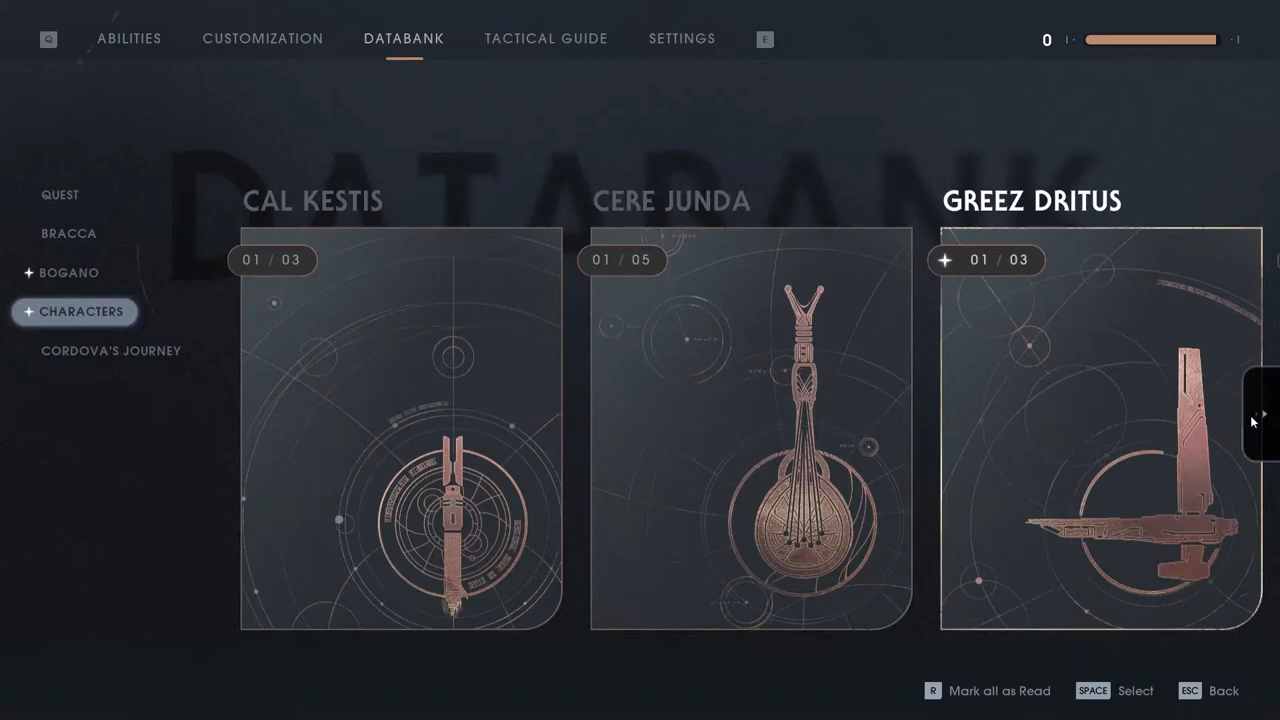 Q ABILITIES CUSTOMIZATION DATABANK TACTICAL GUIDE SETTINGS E 0
DATABANK
QUEST
BRACCA
BOGANO
CHARACTERS
CORDOVA'S JOURNEY
CAL KESTIS
01 / 03
CERE JUNDA
01 / 05
GREEZ DRITUS
01 / 03
R Mark all as Read SPACE Select ESC Back